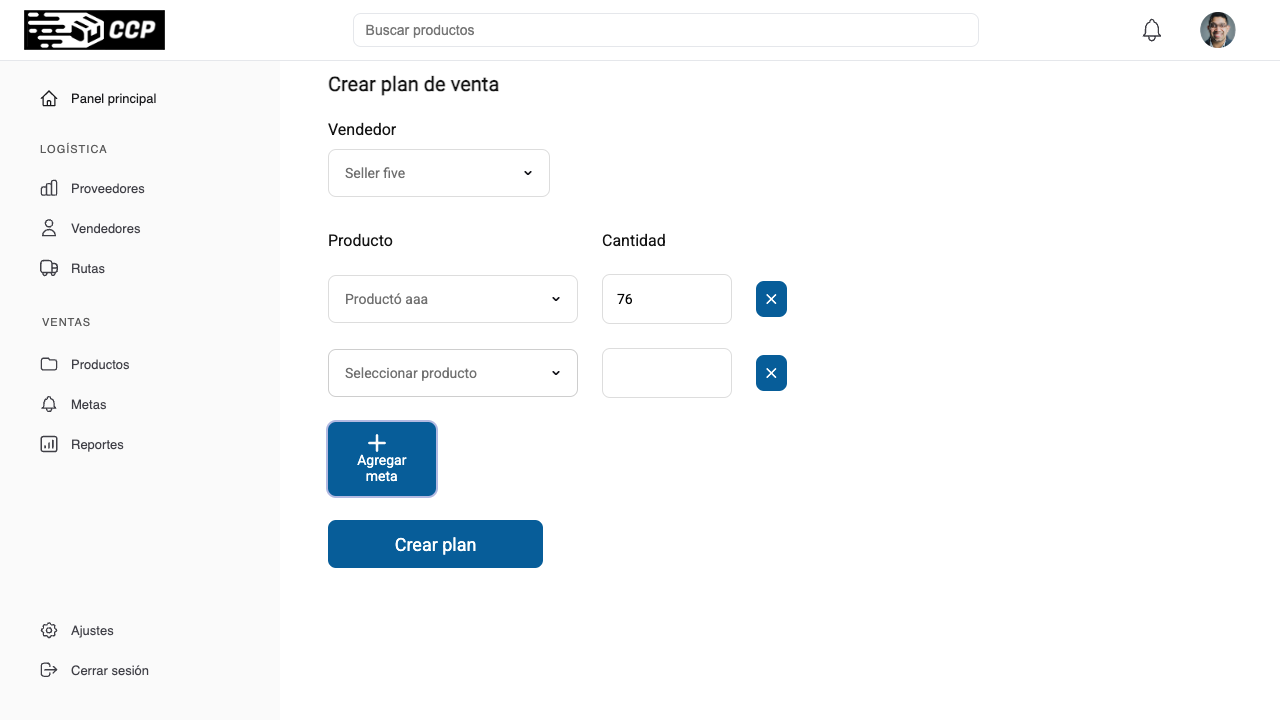 CCP
Buscar productos
Panel principal
LOGÍSTICA
Proveedores
Vendedores
Rutas
VENTAS
Productos
Metas
Reportes
Ajustes
Cerrar sesión
Crear plan de venta
Vendedor
Seller five
Producto Cantidad
Productó aaa 76
Seleccionar producto
Agregar
meta
Crear plan